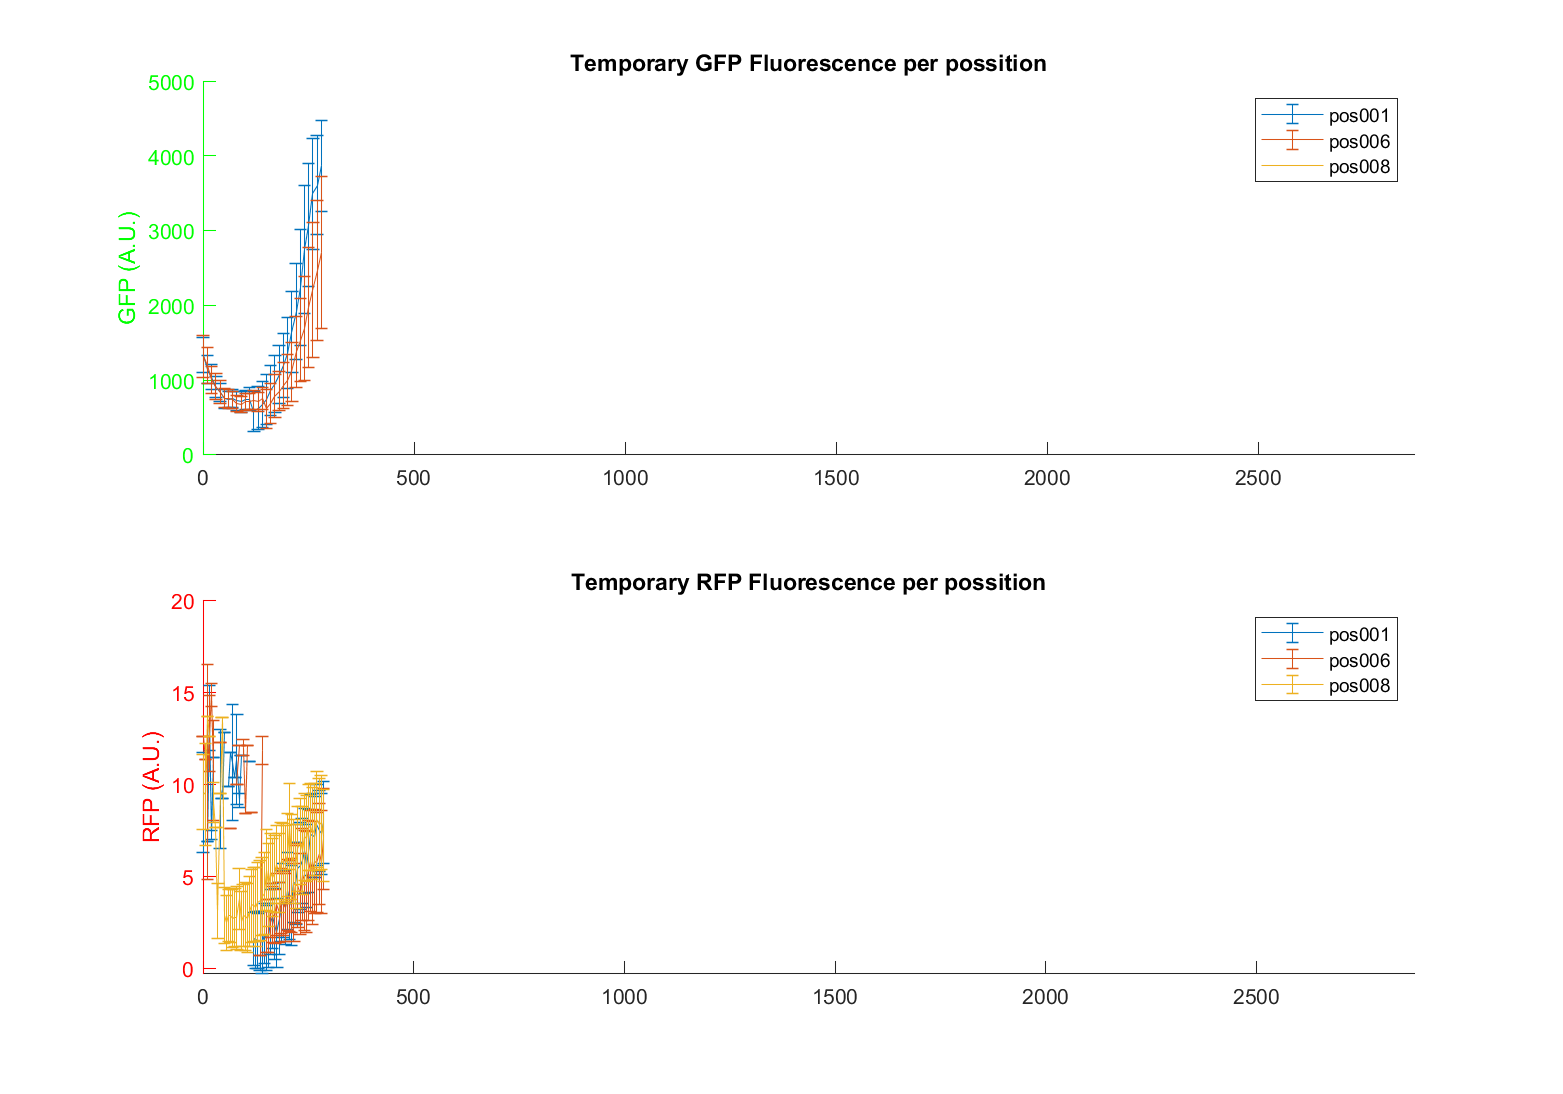 Temporary GFP Fluorescence per possition
5000
4000
3000
2000
1000
0
GFP (A.U.)
pos001
pos006
pos008
0 500 1000 1500 2000 2500
Temporary RFP Fluorescence per possition
20
15
10
5
0
RFP (A.U.)
pos001
pos006
pos008
0 500 1000 1500 2000 2500